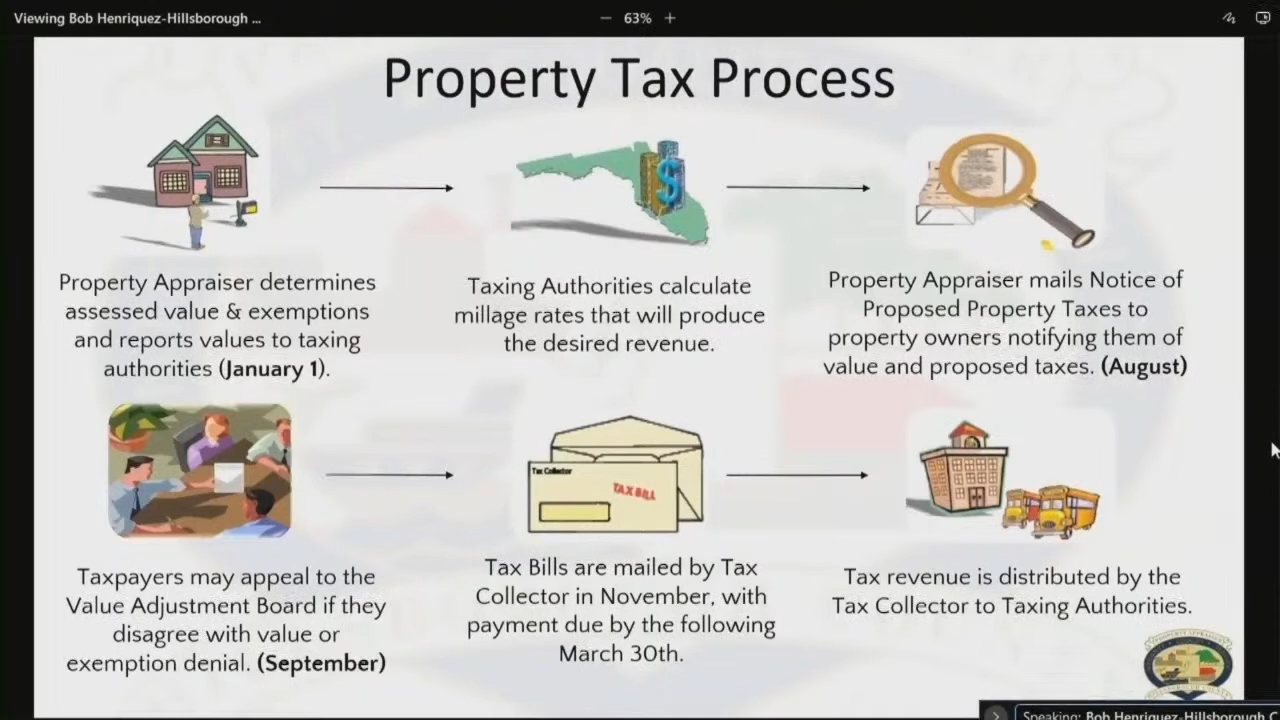 Viewing Bob Henriquez-Hillsborough ...
63%
Property Tax Process
Property Appraiser determines
assessed value & exemptions
and reports values to taxing
authorities (January 1).
Taxing Authorities calculate
millage rates that will produce
the desired revenue.
Property Appraiser mails Notice of
Proposed Property Taxes to
property owners notifying them of
value and proposed taxes. (August)
Taxpayers may appeal to the
Value Adjustment Board if they
disagree with value or
exemption denial. (September)
Tax Collector
TAX BILL
Tax Bills are mailed by Tax
Collector in November, with
payment due by the following
March 30th.
Tax revenue is distributed by the
Tax Collector to Taxing Authorities.
Speaking: Bob Henriquez-Hillsborough C